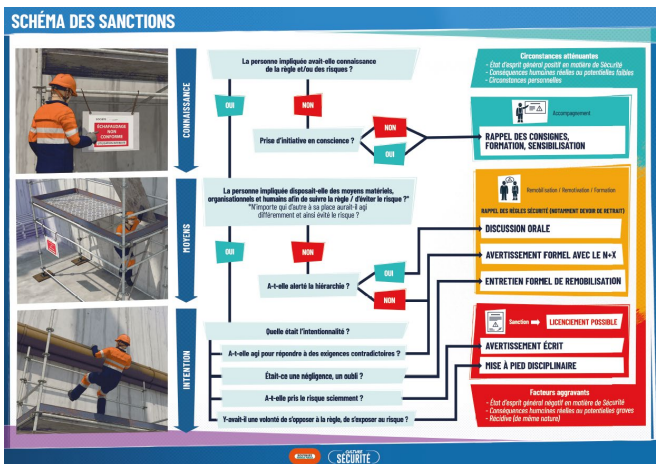 SCHÉMA DES SANCTIONS
CONNAISSANCE
La personne impliquée avait-elle connaissance
de la règle et/ou des risques ?
OUI
NON
Prise d'initiative en conscience ?
NON
OUI
Circonstances atténuantes
- État d'esprit général positif en matière de Sécurité
- Conséquences humaines réelles ou potentielles faibles
- Circonstances personnelles
Accompagnement
RAPPEL DES CONSIGNES,
FORMATION, SENSIBILISATION
ÉCHAFAUDAGE
NON
CONFORME
MOYENS
La personne impliquée disposait-elle des moyens matériels,
organisationnels et humains afin de suivre la règle / d'éviter le risque ?"
"N'importe qui d'autre à sa place aurait-il agi
différemment et ainsi évité le risque ?
OUI
NON
A-t-elle alerté la hiérarchie ?
OUI
NON
Remobilisation / Remotivation / Formation
RAPPEL DES RÈGLES SÉCURITÉ (NOTAMMENT DEVOIR DE RETRAIT)
DISCUSSION ORALE
AVERTISSEMENT FORMEL AVEC LE N+X
ENTRETIEN FORMEL DE REMOBILISATION
INTENTION
Quelle était l'intentionnalité ?
A-t-elle agi pour répondre à des exigences contradictoires ?
Était-ce une négligence, un oubli ?
A-t-elle pris le risque sciemment ?
Y-avait-il une volonté de s'opposer à la règle, de s'exposer au risque ?
Sanction
LICENCIEMENT POSSIBLE
AVERTISSEMENT ÉCRIT
MISE À PIED DISCIPLINAIRE
Facteurs aggravants
- État d'esprit général négatif en matière de Sécurité
- Conséquences humaines réelles ou potentielles graves
- Récidive (de même nature)
CULTURE
SÉCURITÉ